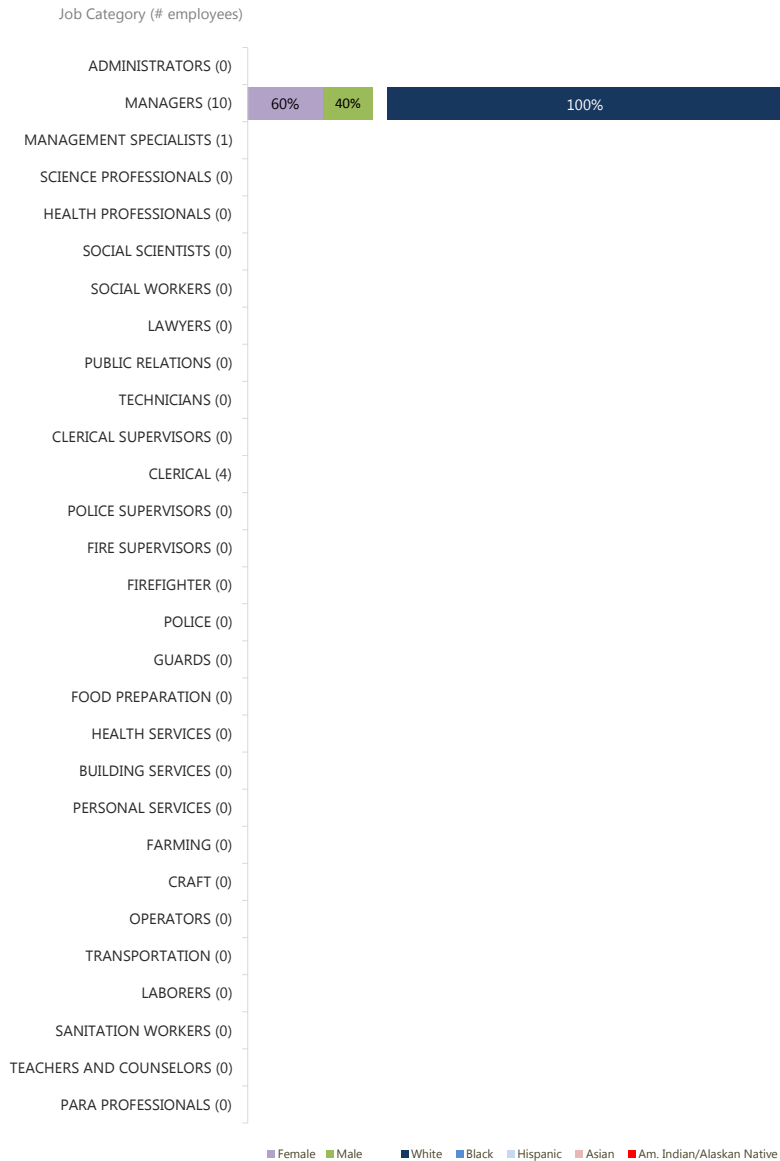 Job Category (# employees)
ADMINISTRATORS (0)
MANAGERS (10) 60% 40% 100%
MANAGEMENT SPECIALISTS (1)
SCIENCE PROFESSIONALS (0)
HEALTH PROFESSIONALS (0)
SOCIAL SCIENTISTS (0)
SOCIAL WORKERS (0)
LAWYERS (0)
PUBLIC RELATIONS (0)
TECHNICIANS (0)
CLERICAL SUPERVISORS (0)
CLERICAL (4)
POLICE SUPERVISORS (0)
FIRE SUPERVISORS (0)
FIREFIGHTER (0)
POLICE (0)
GUARDS (0)
FOOD PREPARATION (0)
HEALTH SERVICES (0)
BUILDING SERVICES (0)
PERSONAL SERVICES (0)
FARMING (0)
CRAFT (0)
OPERATORS (0)
TRANSPORTATION (0)
LABORERS (0)
SANITATION WORKERS (0)
TEACHERS AND COUNSELORS (0)
PARA PROFESSIONALS (0)
Female Male White Black Hispanic Asian Am. Indian/Alaskan Native